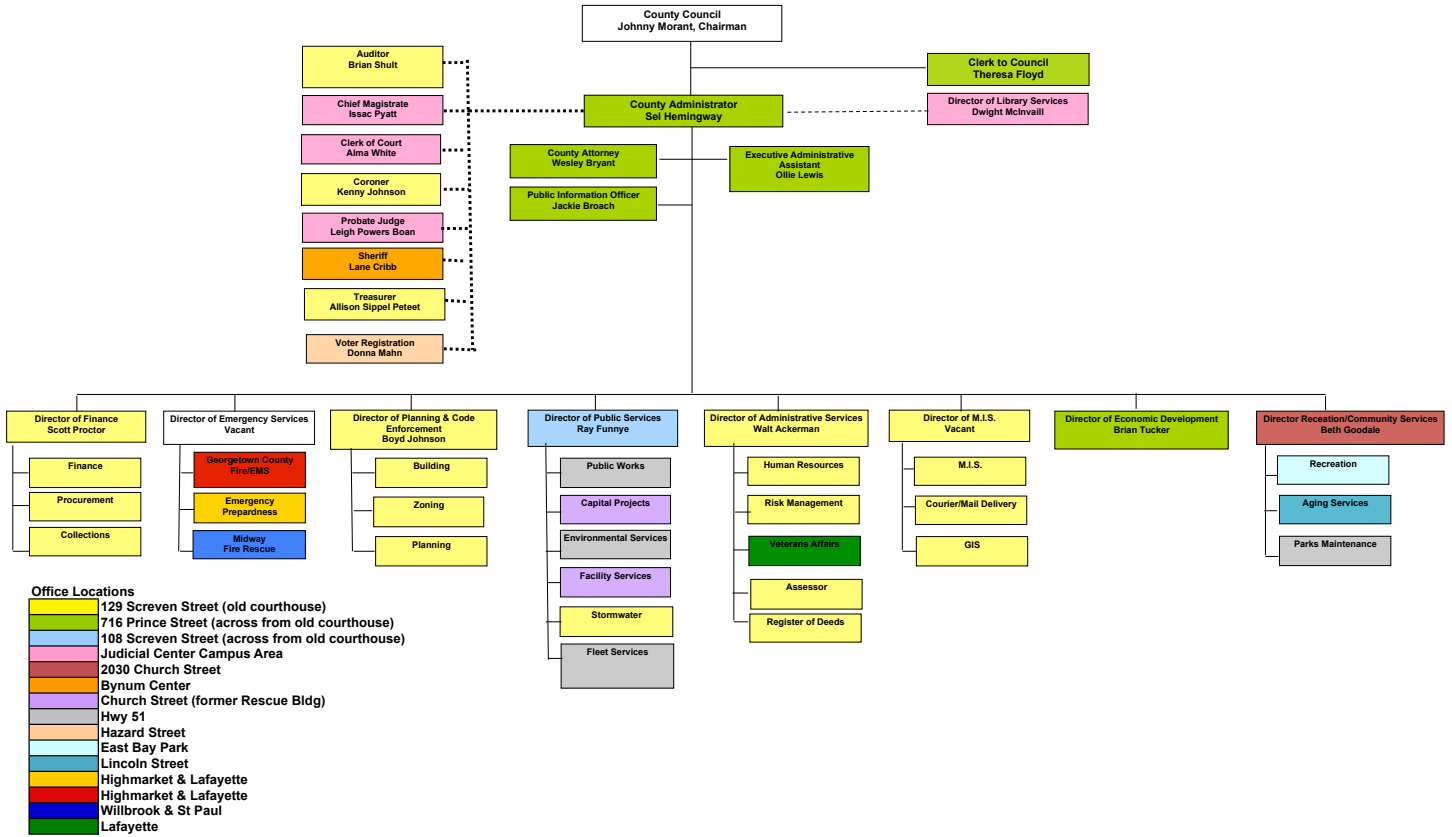 County Council
Johnny Morant, Chairman
Auditor
Brian Shult
Clerk to Council
Theresa Floyd
Chief Magistrate
Issac Pyatt
County Administrator
Sel Hemingway
Director of Library Services
Dwight McInvaill
Clerk of Court
Alma White
County Attorney
Wesley Bryant
Executive Administrative
Assistant
Ollie Lewis
Coroner
Kenny Johnson
Public Information Officer
Jackie Broach
Probate Judge
Leigh Powers Boan
Sheriff
Lane Cribb
Treasurer
Allison Sippel Peteet
Voter Registration
Donna Mahn
Director of Finance
Scott Proctor
Finance
Procurement
Collections
Director of Emergency Services
Vacant
Georgetown County
Fire/EMS
Emergency
Prepardness
Midway
Fire Rescue
Director of Planning & Code
Enforcement
Boyd Johnson
Building
Zoning
Planning
Director of Public Services
Ray Funnye
Public Works
Capital Projects
Environmental Services
Facility Services
Stormwater
Fleet Services
Director of Administrative Services
Walt Ackerman
Human Resources
Risk Management
Veterans Affairs
Assessor
Register of Deeds
Director of M.I.S.
Vacant
M.I.S.
Courier/Mail Delivery
GIS
Director of Economic Development
Brian Tucker
Director Receation/Community Services
Beth Goodale
Recreation
Aging Services
Parks Maintenance
Office Locations
129 Screven Street (old courthouse)
716 Prince Street (across from old courthouse)
108 Screven Street (across from old courthouse)
Judicial Center Campus Area
2030 Church Street
Bynum Center
Church Street (former Rescue Bldg)
Hwy 51
Hazard Street
East Bay Park
Lincoln Street
Highmarket & Lafayette
Highmarket & Lafayette
Willbrook & St Paul
Lafayette